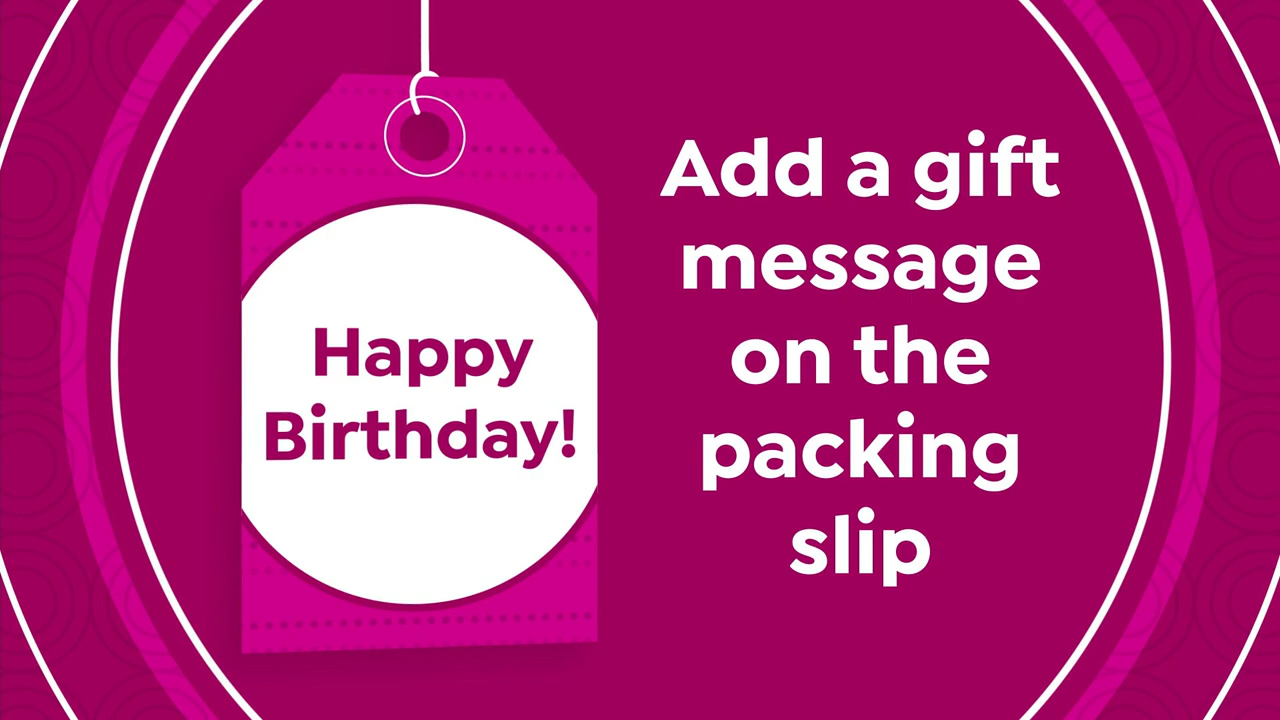 Happy
Birthday!
Add a gift
message
on the
packing
slip